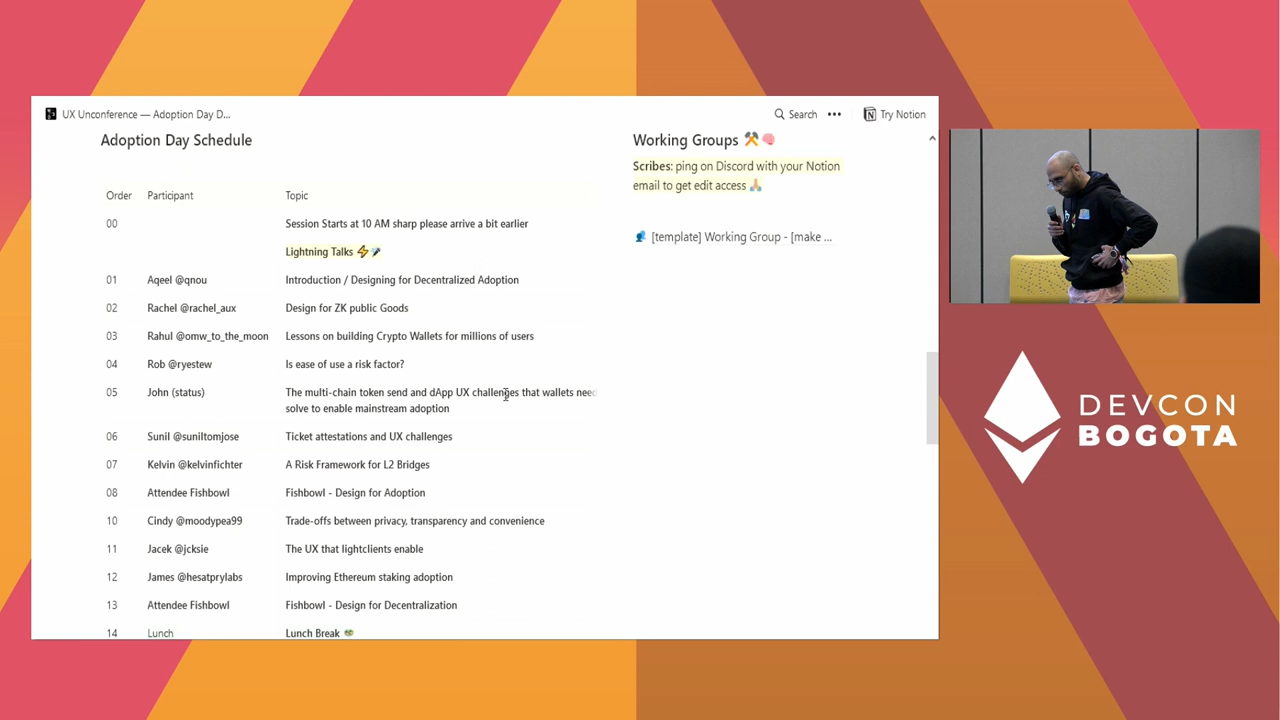 UX Unconference — Adoption Day D...
Search
•••
Try Notion
Adoption Day Schedule
Order Participant Topic
00 Session Starts at 10 AM sharp please arrive a bit earlier
Lightning Talks ⚡🎤
01 Aqeel @qnou Introduction / Designing for Decentralized Adoption
02 Rachel @rachel_aux Design for ZK public Goods
03 Rahul @omw_to_the_moon Lessons on building Crypto Wallets for millions of users
04 Rob @ryestew Is ease of use a risk factor?
05 John (status) The multi-chain token send and dApp UX challenges that wallets need
solve to enable mainstream adoption
06 Sunil @suniltomjose Ticket attestations and UX challenges
07 Kelvin @kelvinfichter A Risk Framework for L2 Bridges
08 Attendee Fishbowl Fishbowl - Design for Adoption
10 Cindy @moodypea99 Trade-offs between privacy, transparency and convenience
11 Jacek @jcksie The UX that lightclients enable
12 James @hesatprylabs Improving Ethereum staking adoption
13 Attendee Fishbowl Fishbowl - Design for Decentralization
14 Lunch Lunch Break
Working Groups ⚒️🧠
Scribes: ping on Discord with your Notion
email to get edit access 🙏
[template] Working Group - [make ...
DEVCON
BOGOTA